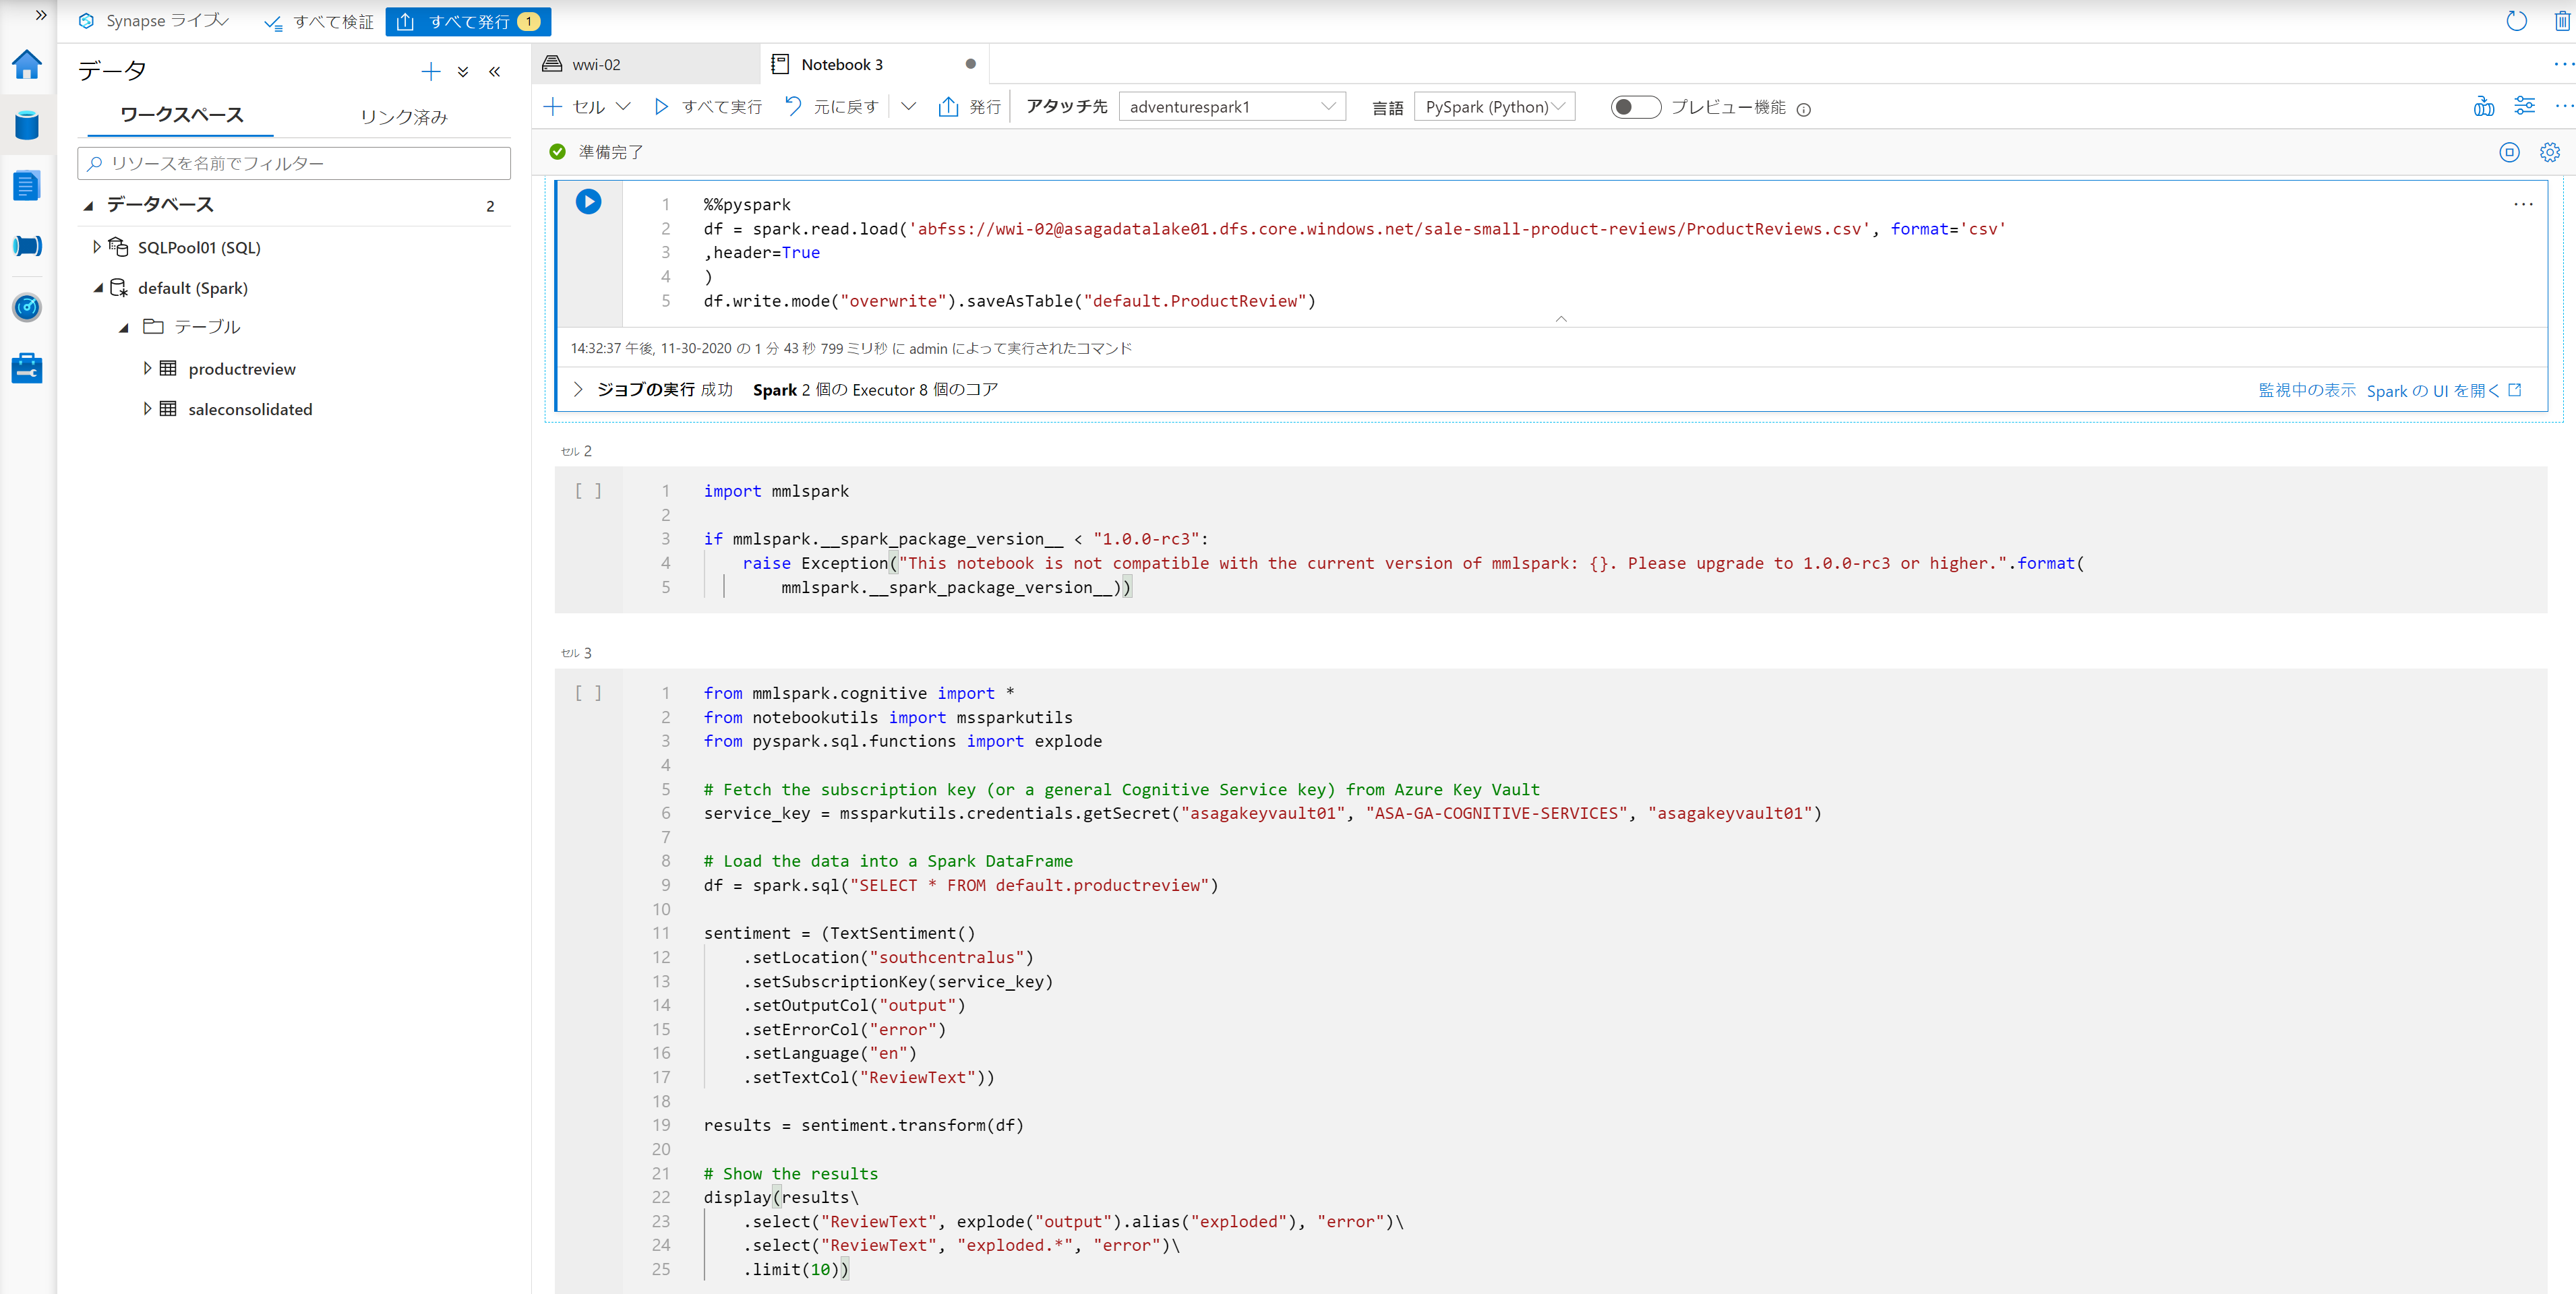 Synapse ライブ すべて検証 すべて発行 1
データ
ワークスペース リンク済み
リソースを名前でフィルター
データベース 2
SQLPool01 (SQL)
default (Spark)
テーブル
productreview
saleconsolidated
wwi-02 Notebook 3
セル すべて実行 元に戻す 発行 アタッチ先 adventurespark1 言語 PySpark (Python) プレビュー機能
準備完了
1 %%pyspark
2 df = spark.read.load('abfss://wwi-02@asagadatalake01.dfs.core.windows.net/sale-small-product-reviews/ProductReviews.csv', format='csv'
3 ,header=True
4 )
5 df.write.mode("overwrite").saveAsTable("default.ProductReview")
14:32:37 午後, 11-30-2020 の 1 分 43 秒 799 ミリ秒 に admin によって実行されたコマンド
ジョブの実行 成功 Spark 2 個の Executor 8 個のコア 監視中の表示 Spark の UI を開く
セル 2
[ ] 1 import mmlspark
2
3 if mmlspark.__spark_package_version__ < "1.0.0-rc3":
4 raise Exception("This notebook is not compatible with the current version of mmlspark: {}. Please upgrade to 1.0.0-rc3 or higher.".format(
5 mmlspark.__spark_package_version__))
セル 3
[ ] 1 from mmlspark.cognitive import *
2 from notebookutils import mssparkutils
3 from pyspark.sql.functions import explode
4
5 # Fetch the subscription key (or a general Cognitive Service key) from Azure Key Vault
6 service_key = mssparkutils.credentials.getSecret("asagakeyvault01", "ASA-GA-COGNITIVE-SERVICES", "asagakeyvault01")
7
8 # Load the data into a Spark DataFrame
9 df = spark.sql("SELECT * FROM default.productreview")
10
11 sentiment = (TextSentiment()
12 .setLocation("southcentralus")
13 .setSubscriptionKey(service_key)
14 .setOutputCol("output")
15 .setErrorCol("error")
16 .setLanguage("en")
17 .setTextCol("ReviewText"))
18
19 results = sentiment.transform(df)
20
21 # Show the results
22 display(results\
23 .select("ReviewText", explode("output").alias("exploded"), "error")\
24 .select("ReviewText", "exploded.*", "error")\
25 .limit(10))